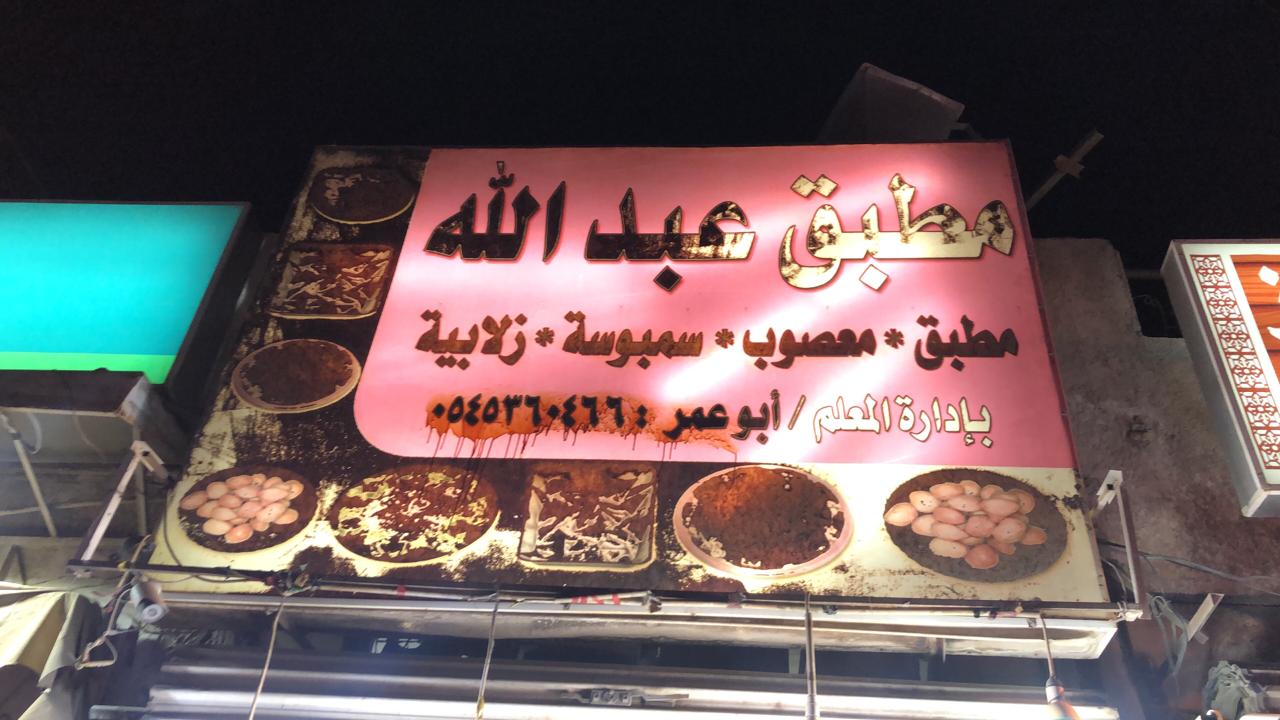 مطبق عبد الله
مطبق * معصوب * سمبوسة * زلابية
بإدارة المعلم / أبو عمر : ٠٥٤٥٣٦٠٤٦٦